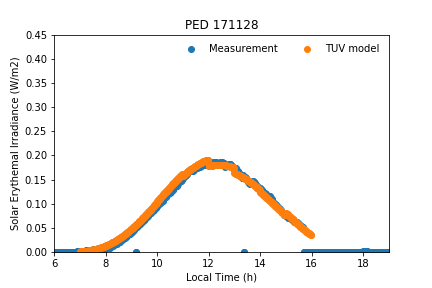 PED 171128
Measurement
TUV model
Solar Erythemal Irradiance (W/m2)
0.45
0.40
0.35
0.30
0.25
0.20
0.15
0.10
0.05
0.00
6 8 10 12 14 16 18
Local Time (h)